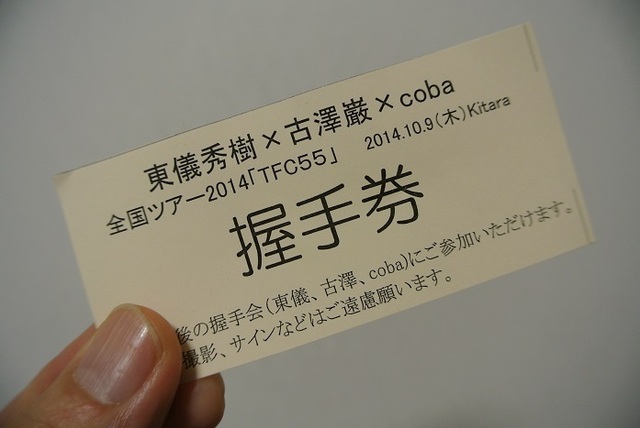 東儀秀樹×古澤巌×coba
全国ツアー2014「TFC55」 2014.10.9(木)Kitara
握手券
後の握手会(東儀、古澤、coba)にご参加いただけます。
撮影、サインなどはご遠慮願います。